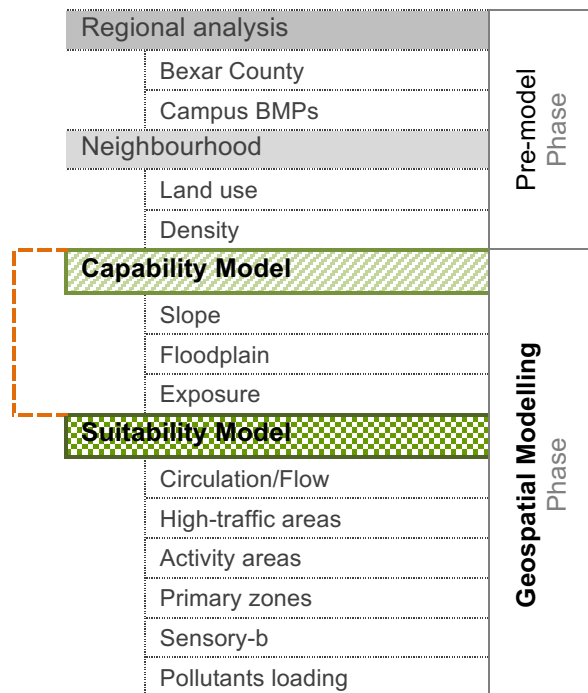 Regional analysis
Bexar County
Campus BMPs
Neighbourhood
Land use
Density
Capability Model
Slope
Floodplain
Exposure
Suitability Model
Circulation/Flow
High-traffic areas
Activity areas
Primary zones
Sensory-b
Pollutants loading
Pre-model
Phase
Geospatial Modelling
Phase